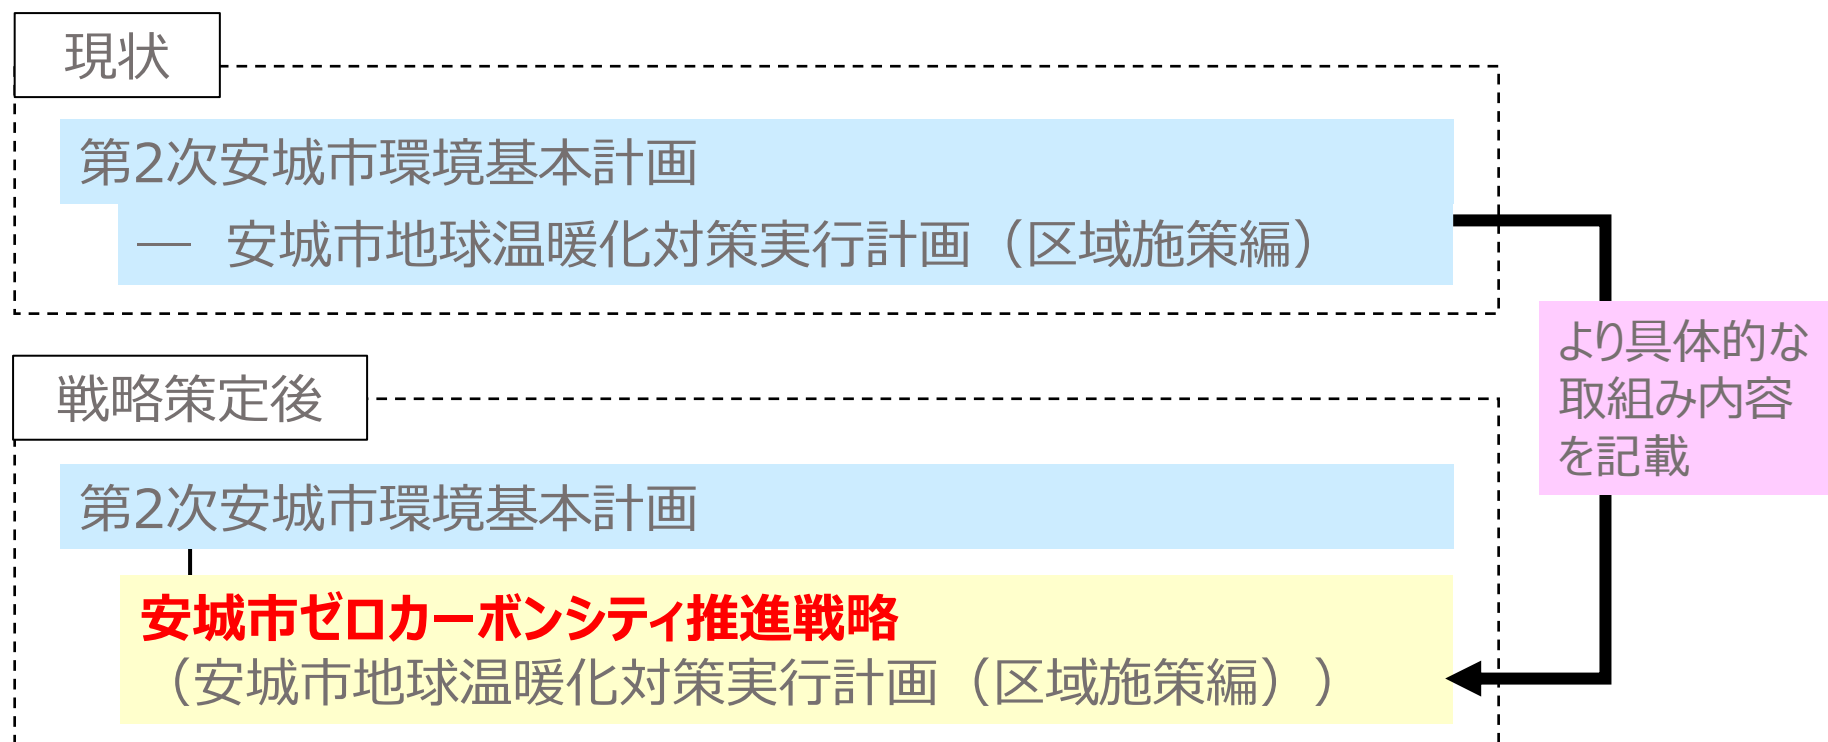 現状
第2次安城市環境基本計画
― 安城市地球温暖化対策実行計画（区域施策編）
より具体的な
取組み内容
を記載
戦略策定後
第2次安城市環境基本計画
安城市ゼロカーボンシティ推進戦略
（安城市地球温暖化対策実行計画（区域施策編））